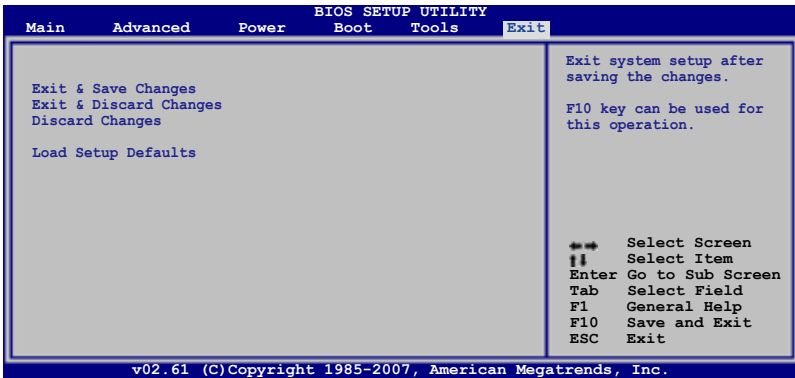 BIOS SETUP UTILITY
Main Advanced Power Boot Tools Exit
Exit & Save Changes
Exit & Discard Changes
Discard Changes
Load Setup Defaults
Exit system setup after
saving the changes.
F10 key can be used for
this operation.
←→ Select Screen
↑↓ Select Item
Enter Go to Sub Screen
Tab Select Field
F1 General Help
F10 Save and Exit
ESC Exit
v02.61 (C)Copyright 1985-2007, American Megatrends, Inc.